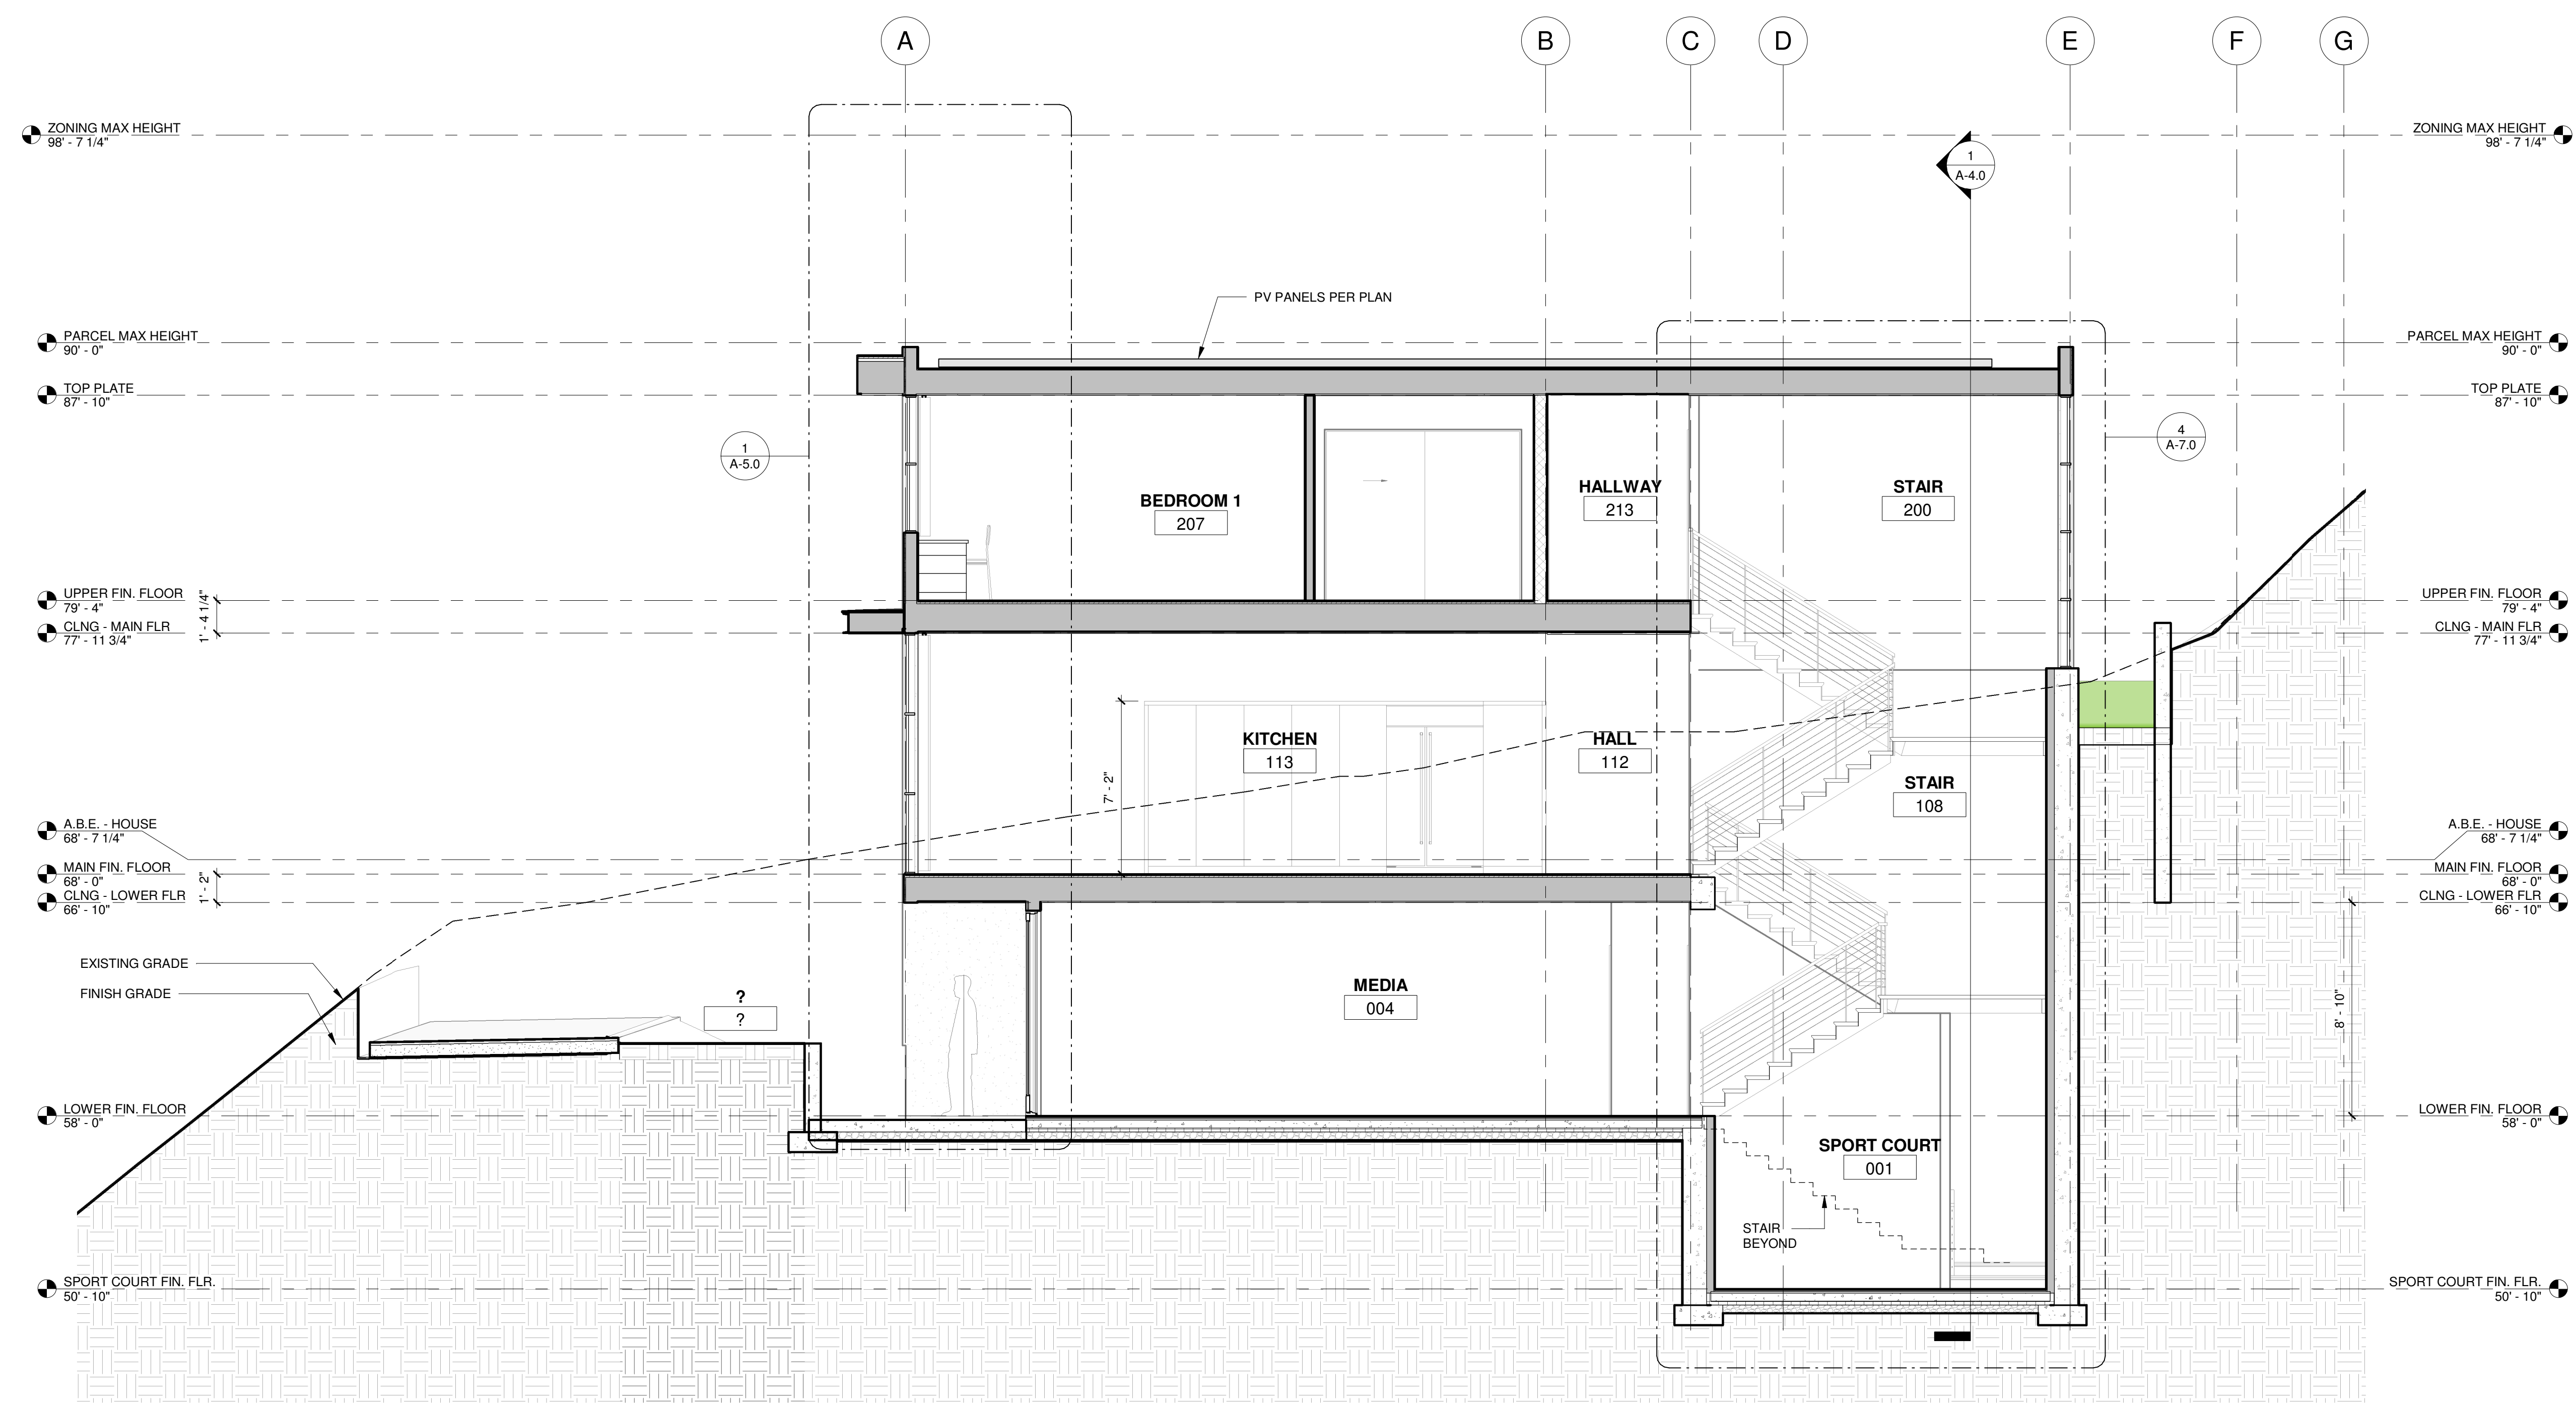 A B C D E F G
ZONING MAX HEIGHT
98' - 7 1/4"
ZONING MAX HEIGHT
98' - 7 1/4"
1
A-4.0
PV PANELS PER PLAN
PARCEL MAX HEIGHT
90' - 0"
PARCEL MAX HEIGHT
90' - 0"
TOP PLATE
87' - 10"
TOP PLATE
87' - 10"
1
A-5.0
4
A-7.0
BEDROOM 1
207
HALLWAY
213
STAIR
200
UPPER FIN. FLOOR
79' - 4"
1' - 4 1/4"
CLNG - MAIN FLR
77' - 11 3/4"
UPPER FIN. FLOOR
79' - 4"
CLNG - MAIN FLR
77' - 11 3/4"
KITCHEN
113
7' - 2"
HALL
112
STAIR
108
A.B.E. - HOUSE
68' - 7 1/4"
A.B.E. - HOUSE
68' - 7 1/4"
MAIN FIN. FLOOR
68' - 0"
1' - 2"
CLNG - LOWER FLR
66' - 10"
MAIN FIN. FLOOR
68' - 0"
CLNG - LOWER FLR
66' - 10"
EXISTING GRADE
FINISH GRADE
?
?
MEDIA
004
8' - 10"
LOWER FIN. FLOOR
58' - 0"
LOWER FIN. FLOOR
58' - 0"
SPORT COURT
001
STAIR
BEYOND
SPORT COURT FIN. FLR.
50' - 10"
SPORT COURT FIN. FLR.
50' - 10"